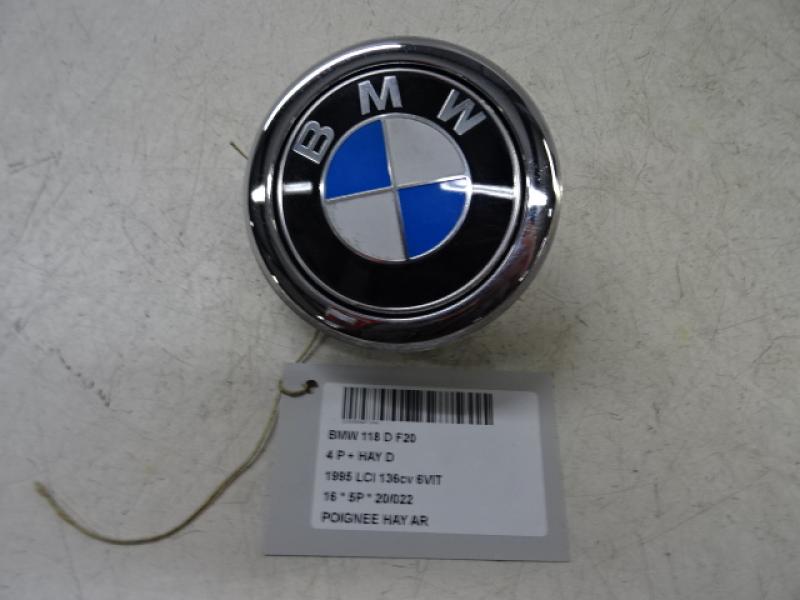 BMW
BMW 118 D F20
4 P + HAY D
1995 LCI 136cv 6VIT
16 * 5P * 20/022
POIGNEE HAY AR